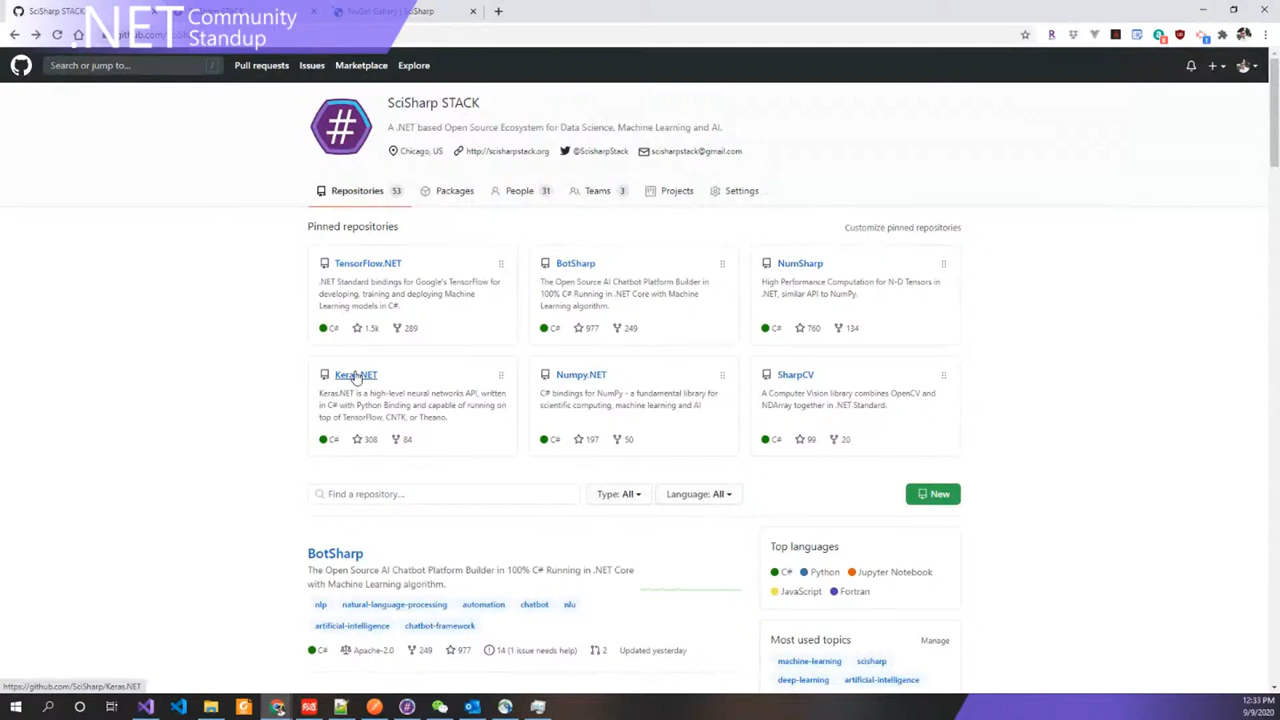 SciSharp STACK
NuGet Gallery | SciSharp
.NET Community
Standup
Search or jump to...
/
Pull requests
Issues
Marketplace
Explore
SciSharp STACK
A .NET based Open Source Ecosystem for Data Science, Machine Learning and AI.
Chicago, US
http://scisharpstack.org
@ScisharpStack
scisharpstack@gmail.com
Repositories 53
Packages
People 31
Teams 3
Projects
Settings
Pinned repositories
Customize pinned repositories
TensorFlow.NET
.NET Standard bindings for Google's TensorFlow for
developing, training and deploying Machine
Learning models in C#.
C# 1.5k 289
BotSharp
The Open Source AI Chatbot Platform Builder in
100% C# Running in .NET Core with Machine
Learning algorithm.
C# 977 249
NumSharp
High Performance Computation for N-D Tensors in
.NET, similar API to NumPy.
C# 760 134
Keras.NET
Keras.NET is a high-level neural networks API, written
in C# with Python Binding and capable of running on
top of TensorFlow, CNTK, or Theano.
C# 308 84
Numpy.NET
C# bindings for NumPy - a fundamental library for
scientific computing, machine learning and AI
C# 197 50
SharpCV
A Computer Vision library combines OpenCV and
NDArray together in .NET Standard.
C# 99 20
Find a repository...
Type: All
Language: All
New
BotSharp
The Open Source AI Chatbot Platform Builder in 100% C# Running in .NET Core
with Machine Learning algorithm.
nlp natural-language-processing automation chatbot nlu
artificial-intelligence chatbot-framework
C# Apache-2.0 249 977 14 (1 issue needs help) 2 Updated yesterday
Top languages
C# Python Jupyter Notebook
JavaScript Fortran
Most used topics
Manage
machine-learning scisharp
deep-learning artificial-intelligence
https://github.com/SciSharp/Keras.NET
12:33 PM
9/9/2020